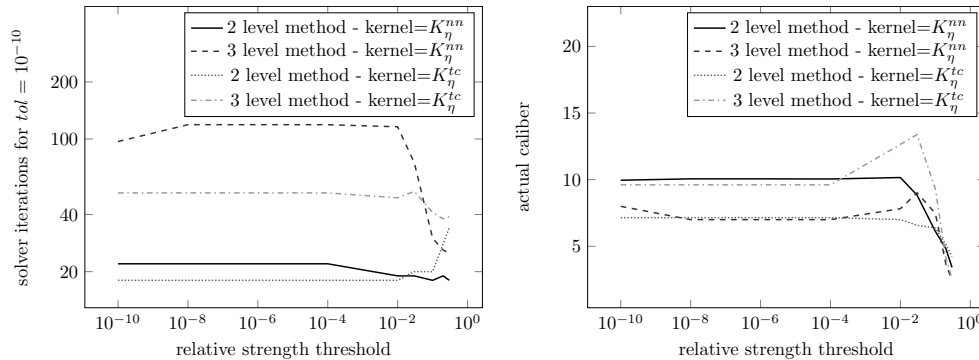 solver iterations for tol = 10^{-10}
200
100
40
20
2 level method - kernel=K_η^{nn}
3 level method - kernel=K_η^{nn}
2 level method - kernel=K_η^{tc}
3 level method - kernel=K_η^{tc}
10^{-10} 10^{-8} 10^{-6} 10^{-4} 10^{-2} 10^0
relative strength threshold
actual caliber
20
15
10
5
2 level method - kernel=K_η^{nn}
3 level method - kernel=K_η^{nn}
2 level method - kernel=K_η^{tc}
3 level method - kernel=K_η^{tc}
10^{-10} 10^{-8} 10^{-6} 10^{-4} 10^{-2} 10^0
relative strength threshold